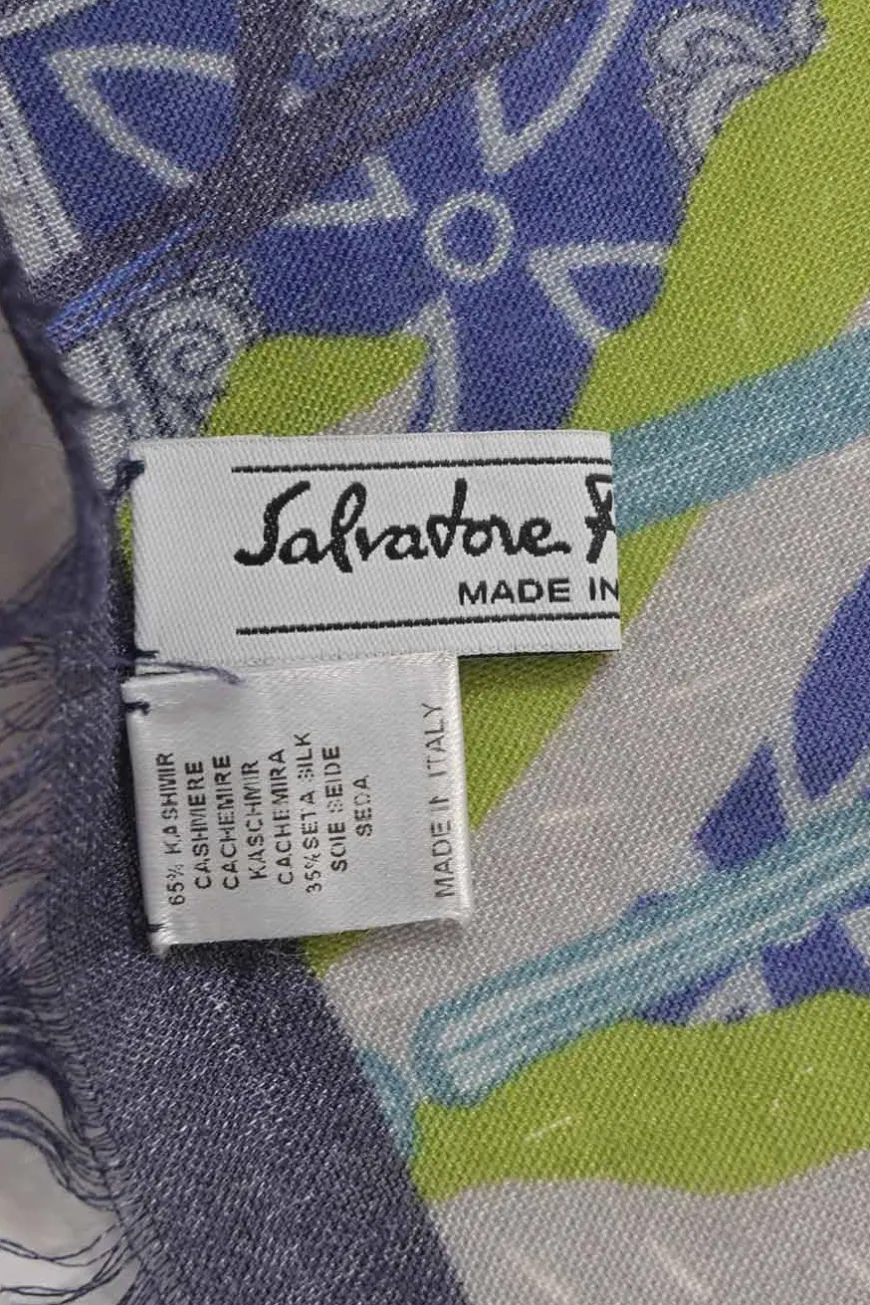 Salvatore F
MADE IN
65% KASHMIR
CASHMERE
CACHEMIRE
KASCHMIR
CACHEMIRA
35%SETA SILK
SOIE SEIDE
SEDA
MADE IN ITALY